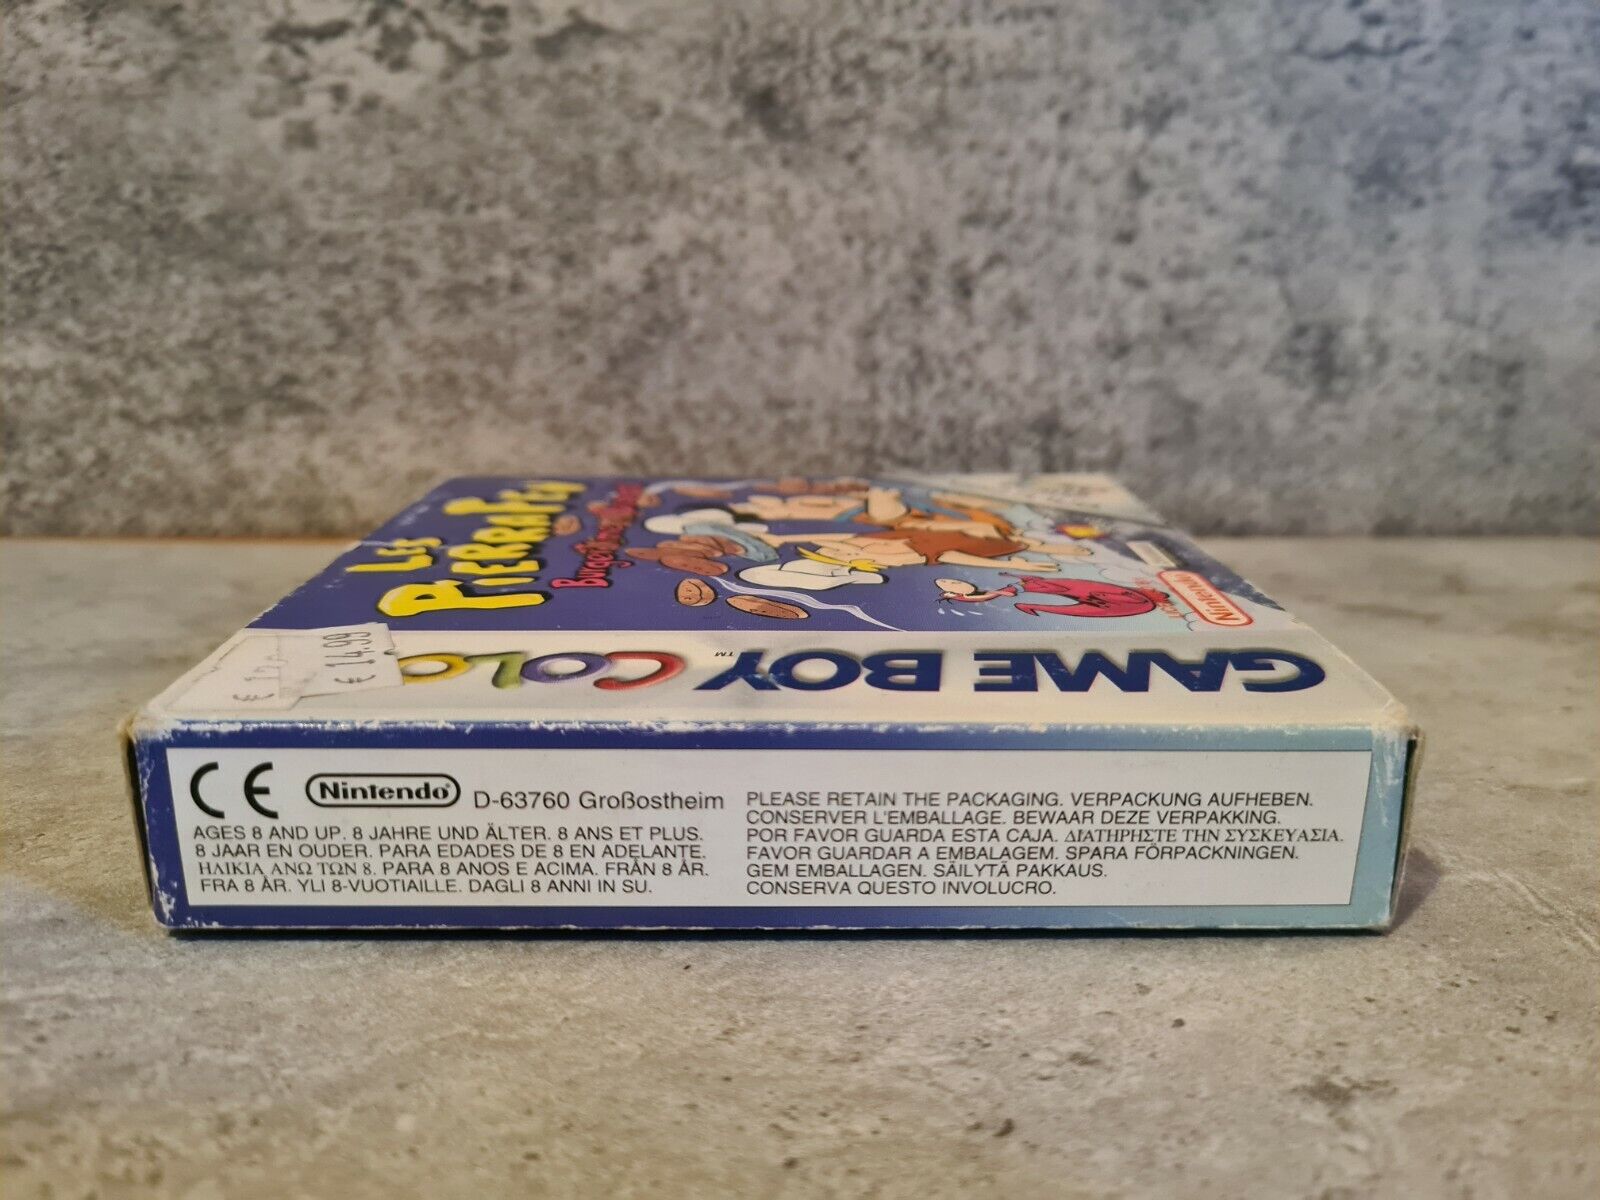 LES
PIERRAFEU
Nintendo
€ 14.99
GAME BOY COLO
™
CE
Nintendo
D-63760 Großostheim
AGES 8 AND UP. 8 JAHRE UND ÄLTER. 8 ANS ET PLUS.
8 JAAR EN OUDER. PARA EDADES DE 8 EN ADELANTE.
ΗΛΙΚΙΑ ΑΝΩ ΤΩΝ 8. PARA 8 ANOS E ACIMA. FRÅN 8 ÅR.
FRA 8 ÅR. YLI 8-VUOTIAILLE. DAGLI 8 ANNI IN SU.
PLEASE RETAIN THE PACKAGING. VERPACKUNG AUFHEBEN.
CONSERVER L'EMBALLAGE. BEWAAR DEZE VERPAKKING.
POR FAVOR GUARDA ESTA CAJA. ΔΙΑΤΗΡΗΣΤΕ ΤΗΝ ΣΥΣΚΕΥΑΣΙΑ.
FAVOR GUARDAR A EMBALAGEM. SPARA FÖRPACKNINGEN.
GEM EMBALLAGEN. SÄILYTÄ PAKKAUS.
CONSERVA QUESTO INVOLUCRO.